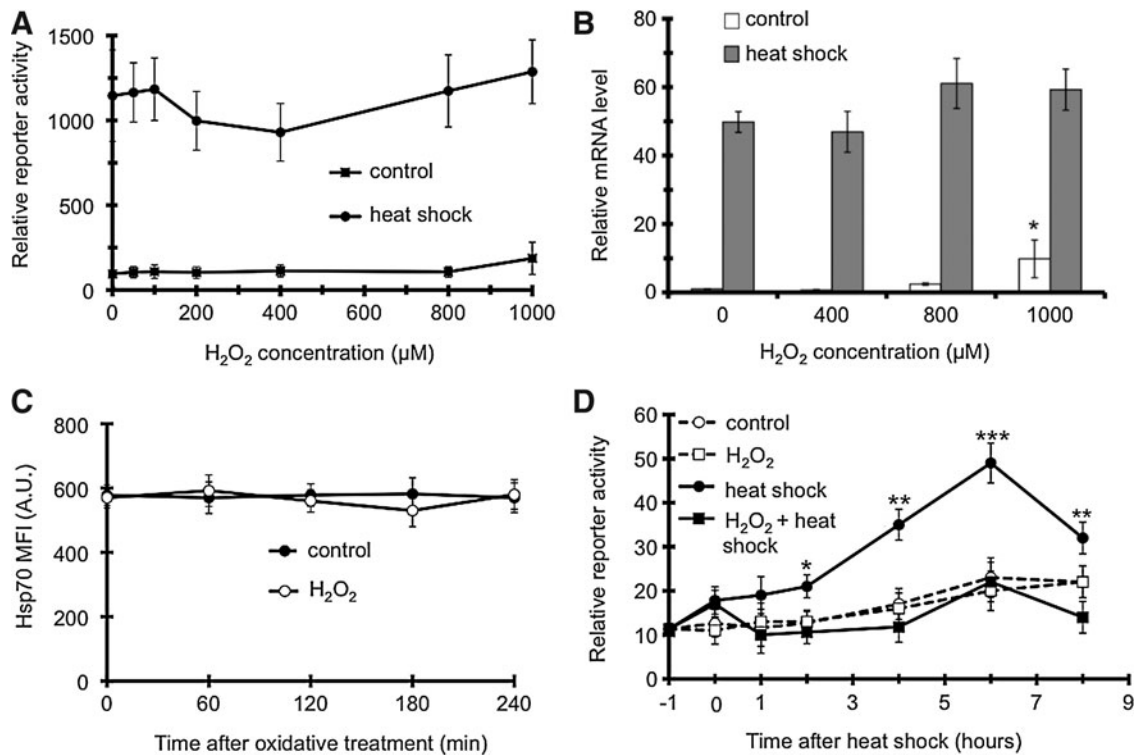 A
Relative reporter activity
1500
1000
500
0
control
heat shock
0 200 400 600 800 1000
H₂O₂ concentration (µM)
B
Relative mRNA level
80
60
40
20
0
control
heat shock
*
0 400 800 1000
H₂O₂ concentration (µM)
C
Hsp70 MFI (A.U.)
800
600
400
200
0
control
H₂O₂
0 60 120 180 240
Time after oxidative treatment (min)
D
Relative reporter activity
60
50
40
30
20
10
0
control
H₂O₂
heat shock
H₂O₂ + heat
shock
*
**
***
**
-1 0 1 3 5 7 9
Time after heat shock (hours)